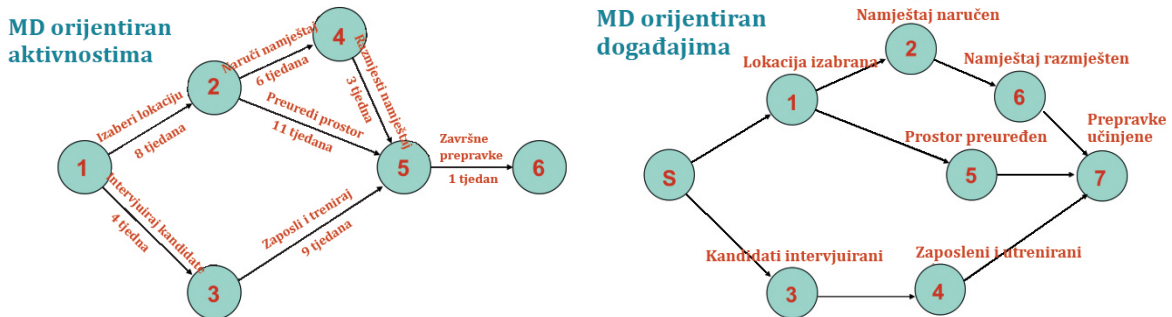 MD orijentiran
aktivnostima
Izaberi lokaciju
8 tjedana
Naruči namještaj
6 tjedana
Razmjesti namještaj
3 tjedna
Preuredi prostor
11 tjedana
Završne
prepravke
1 tjedan
Intervjuiraj kandidate
4 tjedna
Zaposli i treniraj
9 tjedana
1
2
3
4
5
6
MD orijentiran
događajima
Namještaj naručen
Lokacija izabrana
Namještaj razmješten
Prepravke
učinjene
Prostor preuređen
Kandidati intervjuirani
Zaposleni i utrenirani
S
1
2
6
5
7
3
4